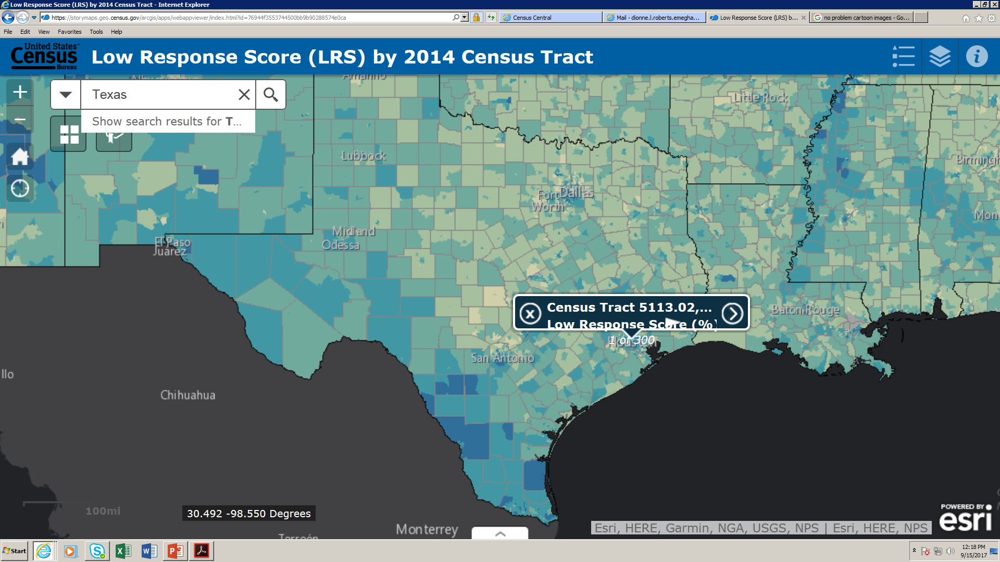 Low Response Score (LRS) by 2014 Census Tract - Internet Explorer
https://storymaps.geo.census.gov/arcgis/apps/webappviewer/index.html?id=76944f3553744500bb9b90288574e0ca
Census Central
Mail - dionne.l.roberts.emegha...
Low Response Score (LRS) b...
no problem cartoon images - Go...
File Edit View Favorites Tools Help
United States™
Census
Bureau
Low Response Score (LRS) by 2014 Census Tract
Texas
Show search results for T...
Amarillo
Little Rock
Lubbock
Birmingh
Fort
Dallas
Worth
Mon
Midland
Odessa
El Paso
Juárez
Census Tract 5113.02,...
Low Response Score (%)
1 of 300
Houston
Baton Rouge
San Antonio
llo
Chihuahua
100mi
30.492 -98.550 Degrees
Monterrey
Torreón
Esri, HERE, Garmin, NGA, USGS, NPS | Esri, HERE, NPS
POWERED BY
esri
Start
12:18 PM
9/15/2017